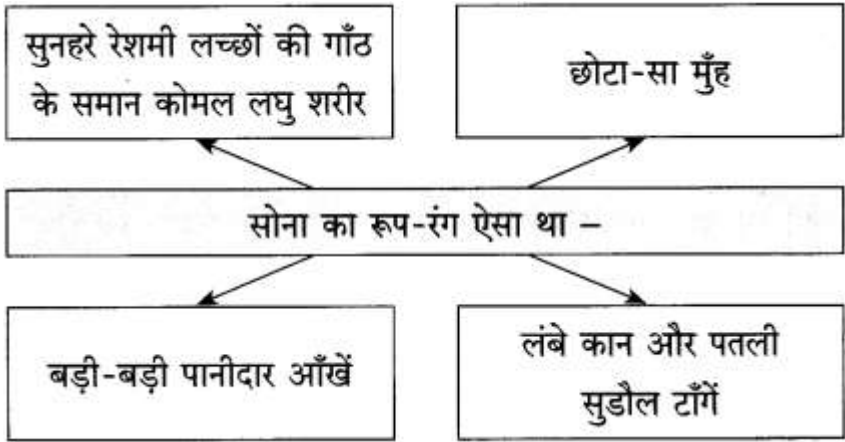 सुनहरे रेशमी लच्छों की गाँठ
के समान कोमल लघु शरीर
छोटा-सा मुँह
सोना का रूप-रंग ऐसा था –
बड़ी-बड़ी पानीदार आँखें
लंबे कान और पतली
सुडौल टाँगें